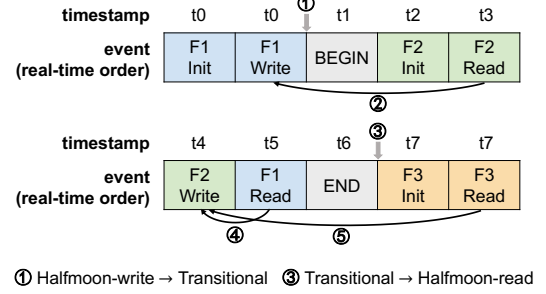 ①
timestamp t0 t0 t1 t2 t3
event
(real-time order)
F1
Init
F1
Write
BEGIN
F2
Init
F2
Read
②
③
timestamp t4 t5 t6 t7 t7
event
(real-time order)
F2
Write
F1
Read
END
F3
Init
F3
Read
④ ⑤
① Halfmoon-write → Transitional ③ Transitional → Halfmoon-read